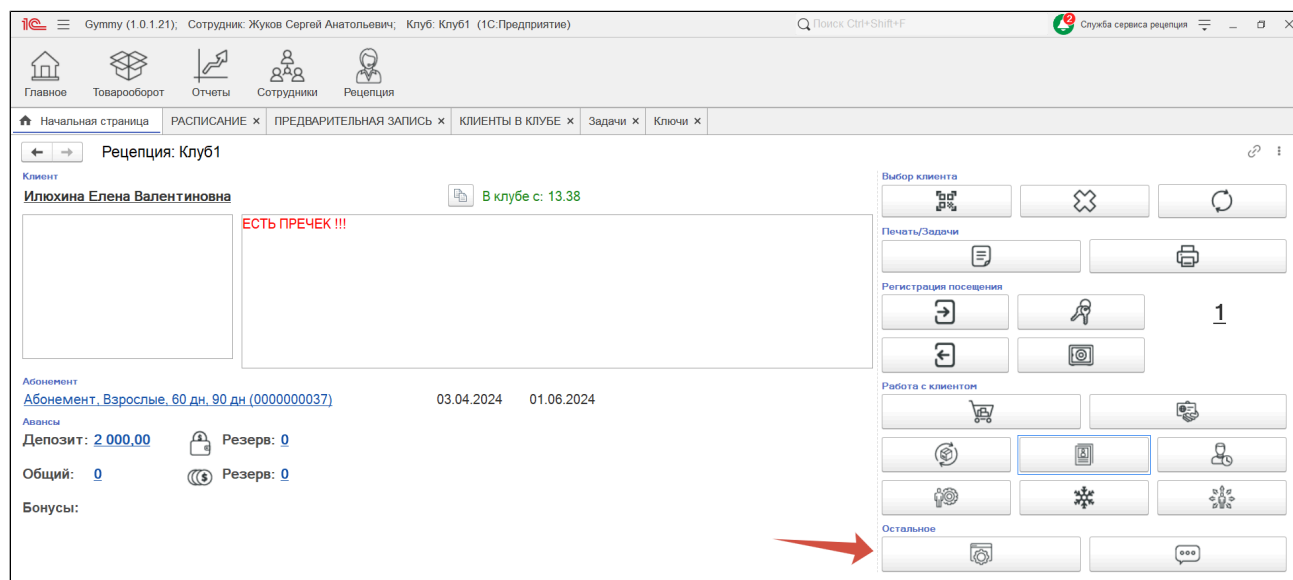 1С Gymmy (1.0.1.21); Сотрудник: Жуков Сергей Анатольевич; Клуб: Клуб1 (1С:Предприятие) Поиск Ctrl+Shift+F 2 Служба сервиса рецепция
Главное Товарооборот Отчеты Сотрудники Рецепция
Начальная страница РАСПИСАНИЕ × ПРЕДВАРИТЕЛЬНАЯ ЗАПИСЬ × КЛИЕНТЫ В КЛУБЕ × Задачи × Ключи ×
Рецепция: Клуб1
Клиент
Илюхина Елена Валентиновна В клубе с: 13.38
ЕСТЬ ПРЕЧЕК !!!
Абонемент
Абонемент, Взрослые, 60 дн, 90 дн (0000000037) 03.04.2024 01.06.2024
Авансы
Депозит: 2 000,00 Резерв: 0
Общий: 0 Резерв: 0
Бонусы:
Выбор клиента
Печать/Задачи
Регистрация посещения
1
Работа с клиентом
Остальное